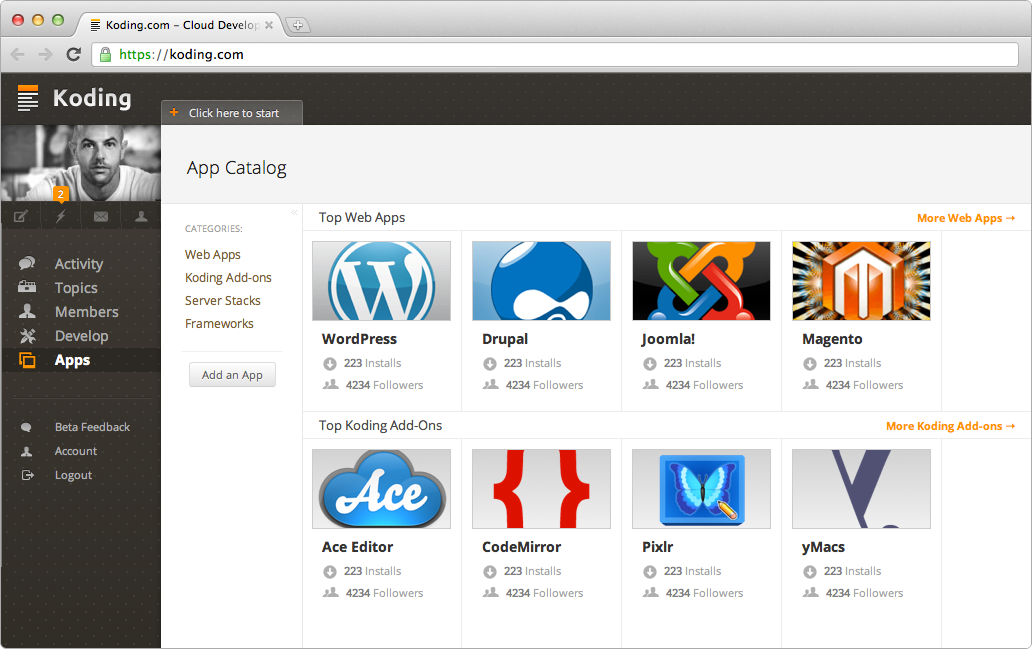 Koding.com – Cloud Develop
https://koding.com
Koding
+ Click here to start
App Catalog
2
Activity
Topics
Members
Develop
Apps
Beta Feedback
Account
Logout
CATEGORIES:
Web Apps
Koding Add-ons
Server Stacks
Frameworks
Add an App
Top Web Apps
More Web Apps →
WordPress
223 Installs
4234 Followers
Drupal
223 Installs
4234 Followers
Joomla!
223 Installs
4234 Followers
Magento
223 Installs
4234 Followers
Top Koding Add-Ons
More Koding Add-ons →
Ace
Ace Editor
223 Installs
4234 Followers
CodeMirror
223 Installs
4234 Followers
Pixlr
223 Installs
4234 Followers
yMacs
223 Installs
4234 Followers